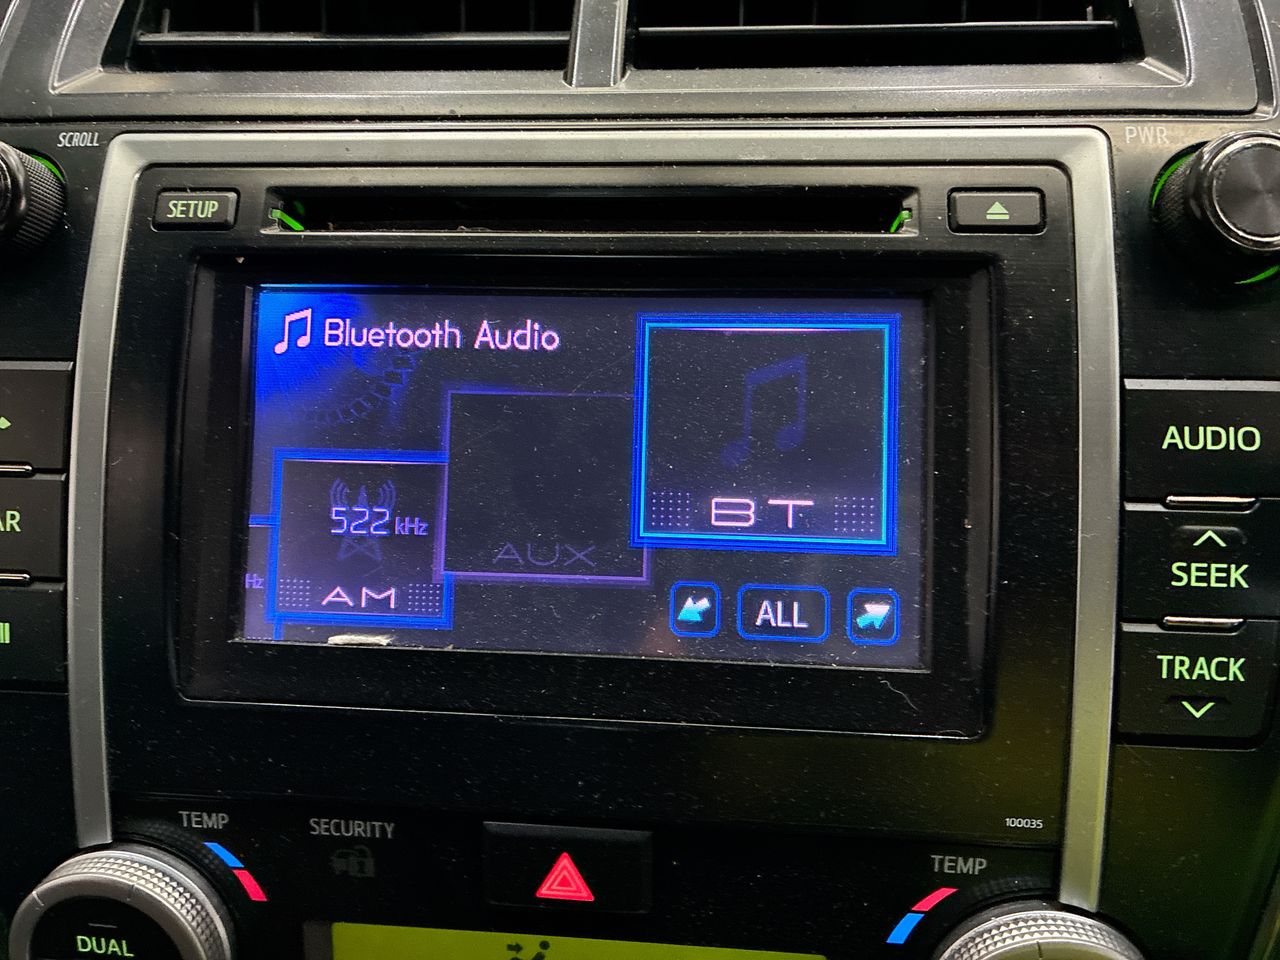 SCROLL
PWR
SETUP
Bluetooth Audio
522 kHz
AM
Hz
AUX
BT
ALL
AUDIO
SEEK
TRACK
TEMP
SECURITY
100035
TEMP
DUAL